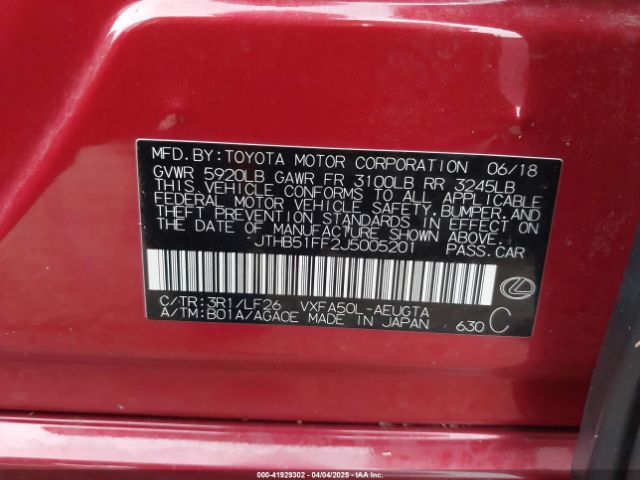 MFD. BY: TOYOTA MOTOR CORPORATION 06/18
GVWR 5920LB GAWR FR 3100LB RR 3245LB
THIS VEHICLE CONFORMS TO ALL APPLICABLE
FEDERAL MOTOR VEHICLE SAFETY, BUMPER, AND
THEFT PREVENTION STANDARDS IN EFFECT ON
THE DATE OF MANUFACTURE SHOWN ABOVE.
JTHB51FF2J5005201 PASS. CAR
C/TR: 3R1/LF26 VXFA50L-AEUGTA
A/TM: B01A/AGA0E MADE IN JAPAN 630 C
000-41929302 - 04/04/2025 - IAA, Inc.